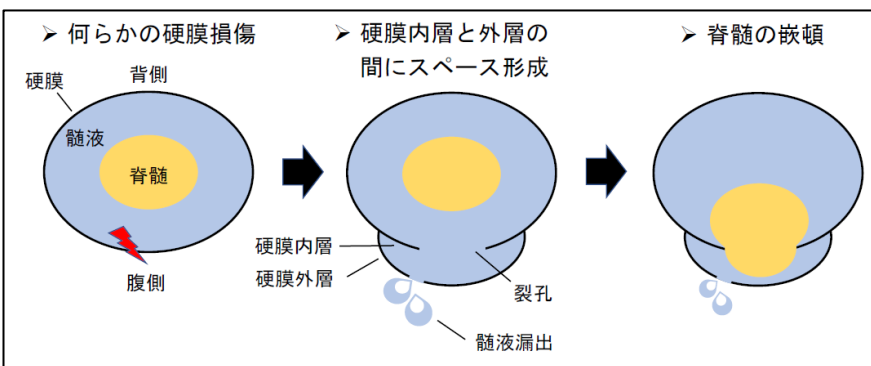 ➢ 何らかの硬膜損傷
硬膜
背側
髄液
脊髄
腹側
➢ 硬膜内層と外層の
間にスペース形成
硬膜内層
硬膜外層
裂孔
髄液漏出
➢ 脊髄の嵌頓